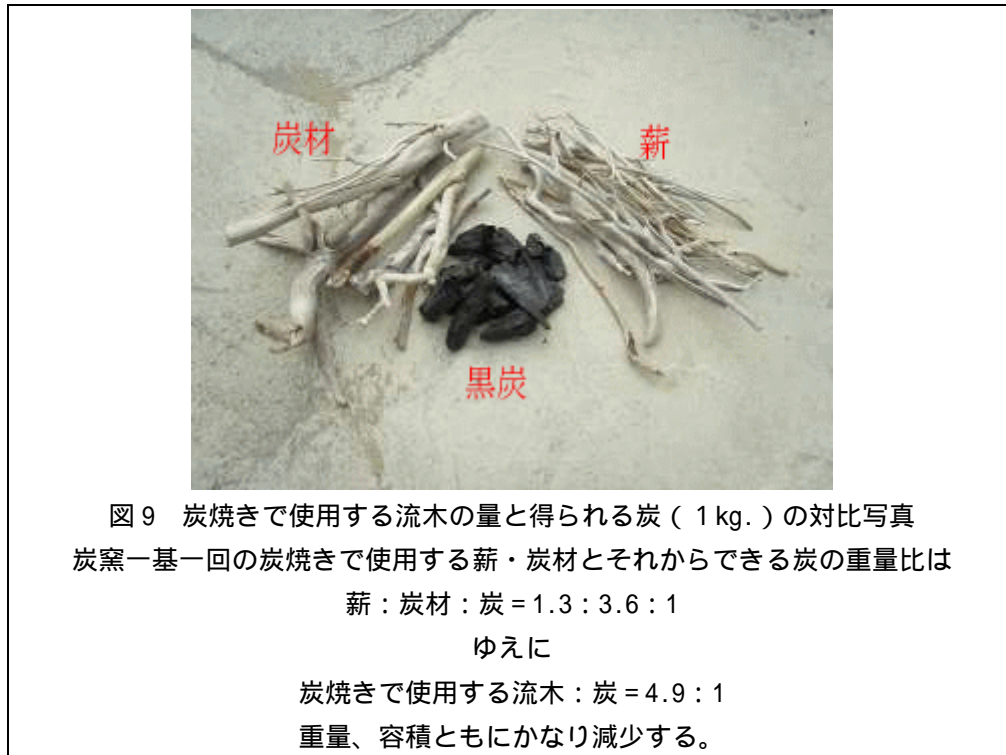 炭材
薪
黒炭
図9　炭焼きで使用する流木の量と得られる炭（1kg.）の対比写真
炭窯一基一回の炭焼きで使用する薪・炭材とそれからできる炭の重量比は
薪：炭材：炭＝1.3：3.6：1
ゆえに
炭焼きで使用する流木：炭＝4.9：1
重量、容積ともにかなり減少する。